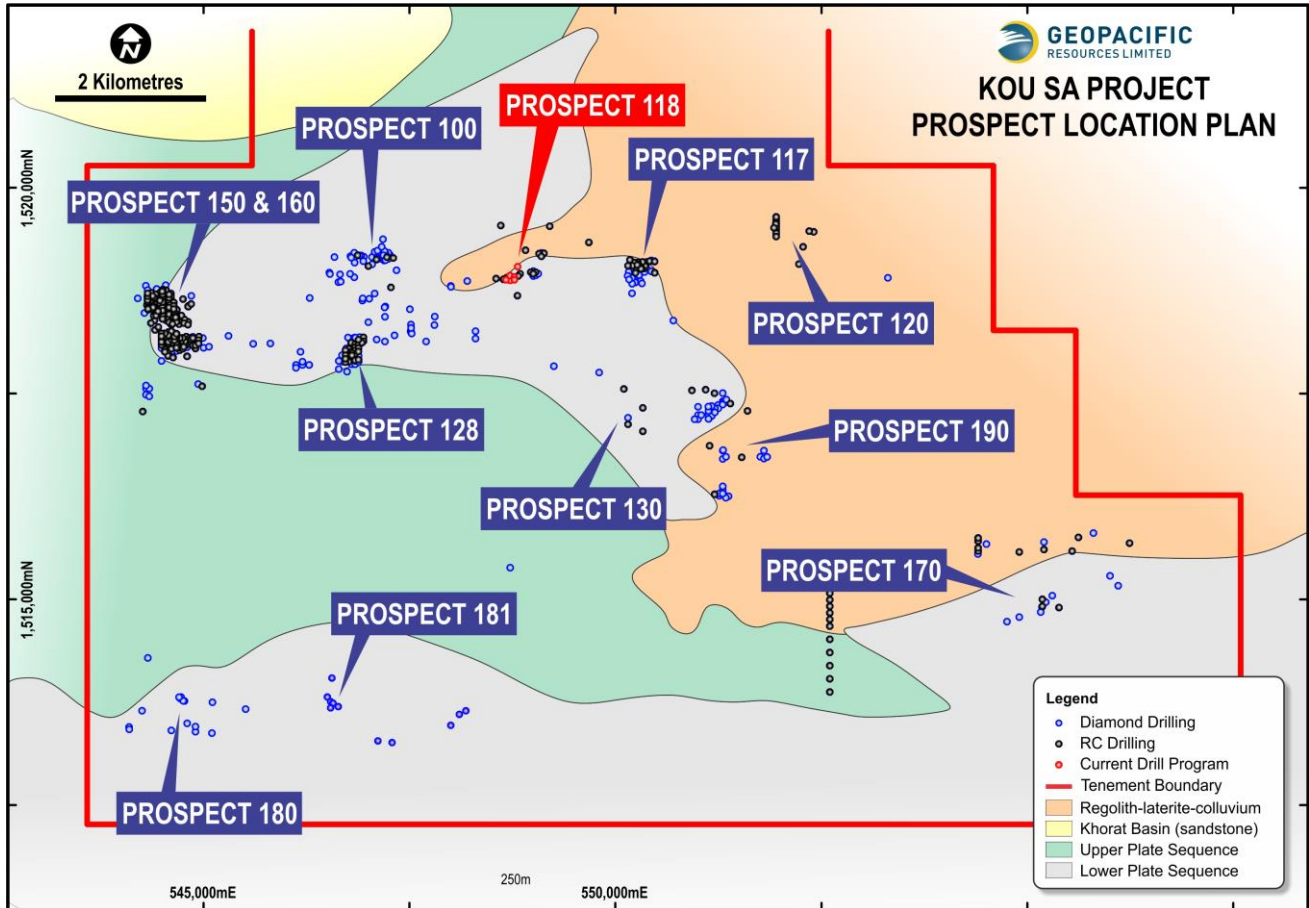 N
2 Kilometres
GEOPACIFIC
RESOURCES LIMITED
KOU SA PROJECT
PROSPECT LOCATION PLAN
PROSPECT 118
PROSPECT 100
PROSPECT 117
PROSPECT 150 & 160
1,520,000mN
PROSPECT 120
PROSPECT 128
PROSPECT 190
PROSPECT 130
PROSPECT 170
1,515,000mN
PROSPECT 181
PROSPECT 180
Legend
Diamond Drilling
RC Drilling
Current Drill Program
Tenement Boundary
Regolith-laterite-colluvium
Khorat Basin (sandstone)
Upper Plate Sequence
Lower Plate Sequence
545,000mE
250m
550,000mE